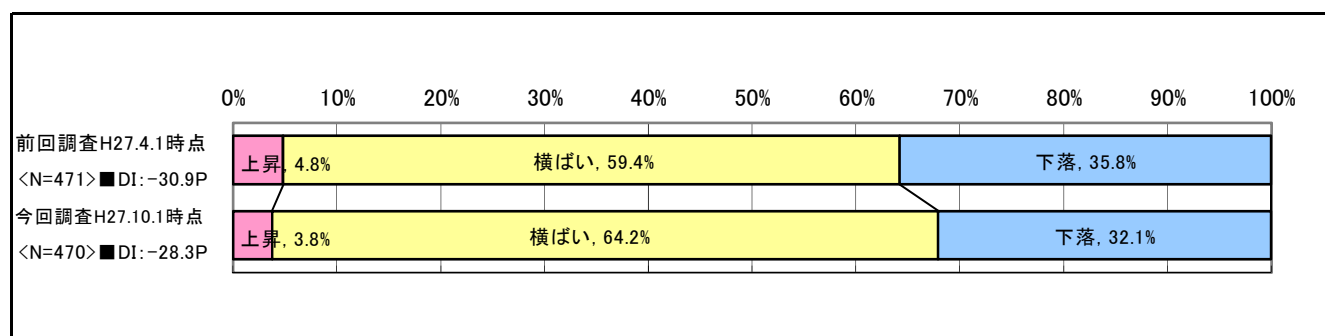 0% 10% 20% 30% 40% 50% 60% 70% 80% 90% 100%
前回調査H27.4.1時点
<N=471>■DI:-30.9P
上昇, 4.8% 横ばい, 59.4% 下落, 35.8%
今回調査H27.10.1時点
<N=470>■DI:-28.3P
上昇, 3.8% 横ばい, 64.2% 下落, 32.1%